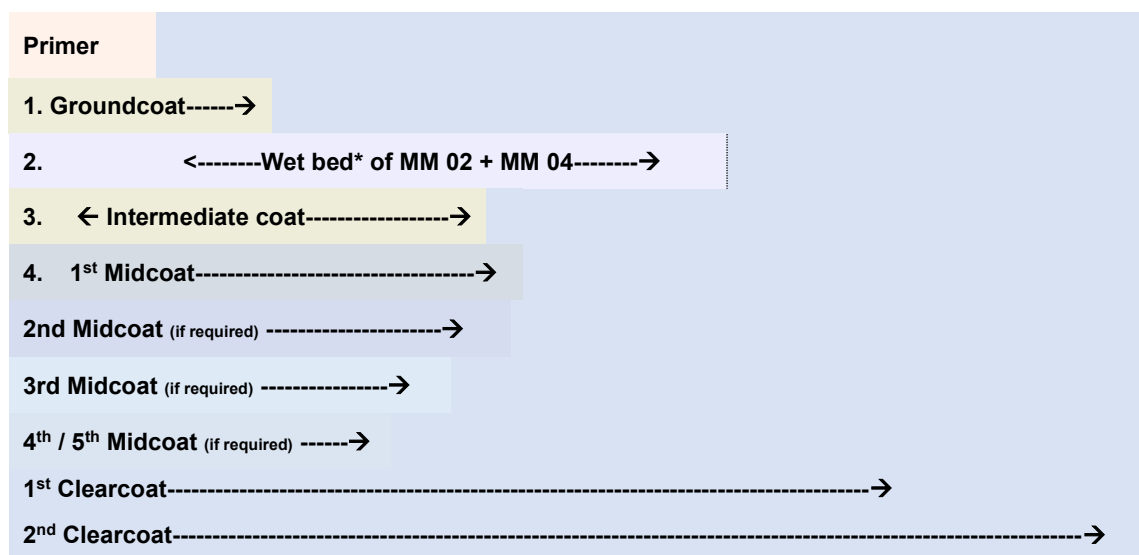 Primer
1. Groundcoat------→
2. <--------Wet bed* of MM 02 + MM 04--------→
3. ← Intermediate coat------------------→
4. 1st Midcoat-----------------------------------→
2nd Midcoat (if required) ----------------------→
3rd Midcoat (if required) ----------------→
4th / 5th Midcoat (if required) ------→
1st Clearcoat----------------------------------------------------------------------------------------→
2nd Clearcoat-------------------------------------------------------------------------------------------------------------------→